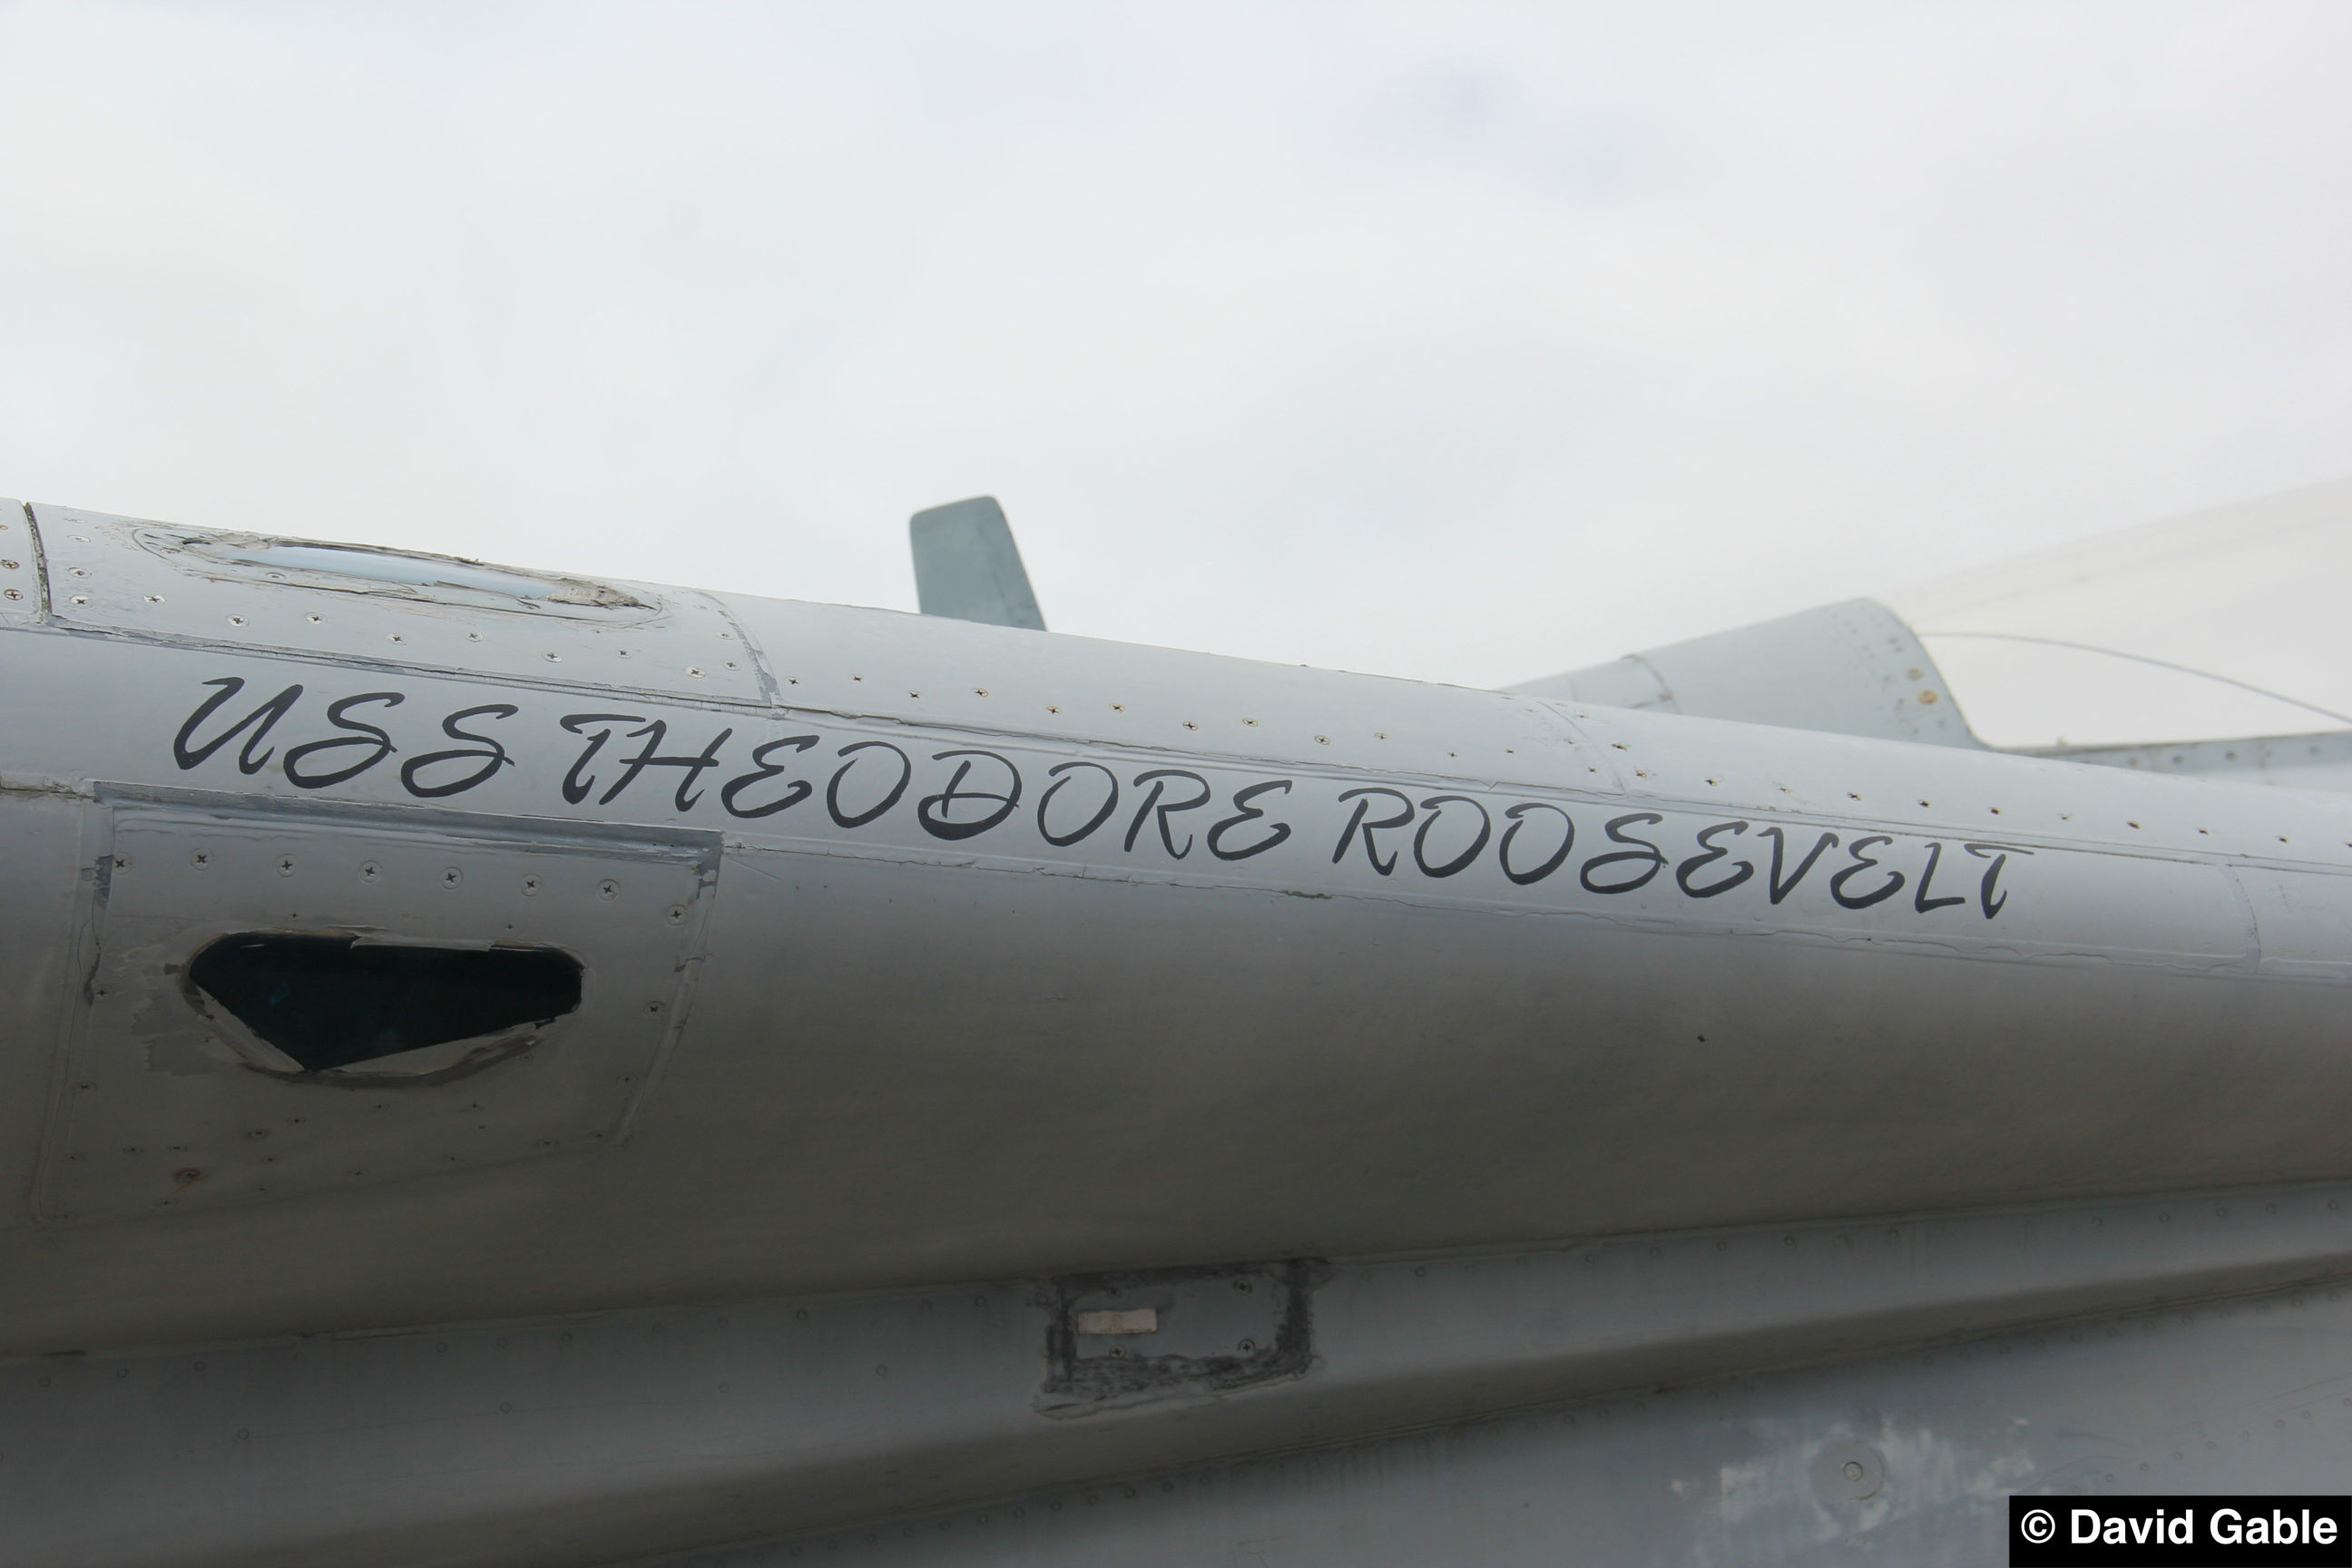 USS THEODORE ROOSEVELT
© David Gable